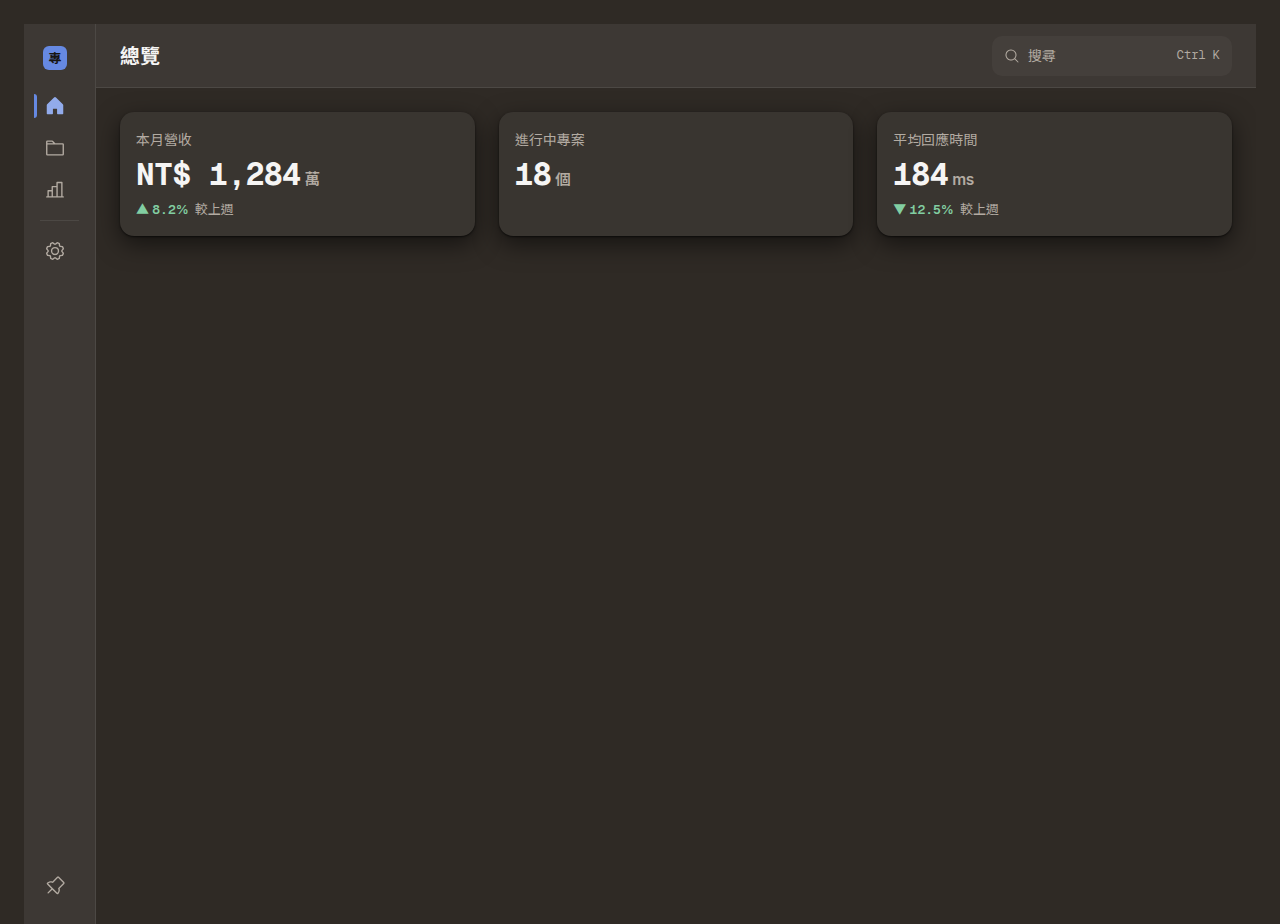 専
總覽
搜尋 Ctrl K
本月營收
NT$ 1,284 萬
▲ 8.2% 較上週
進行中專案
18 個
平均回應時間
184 ms
▼ 12.5% 較上週